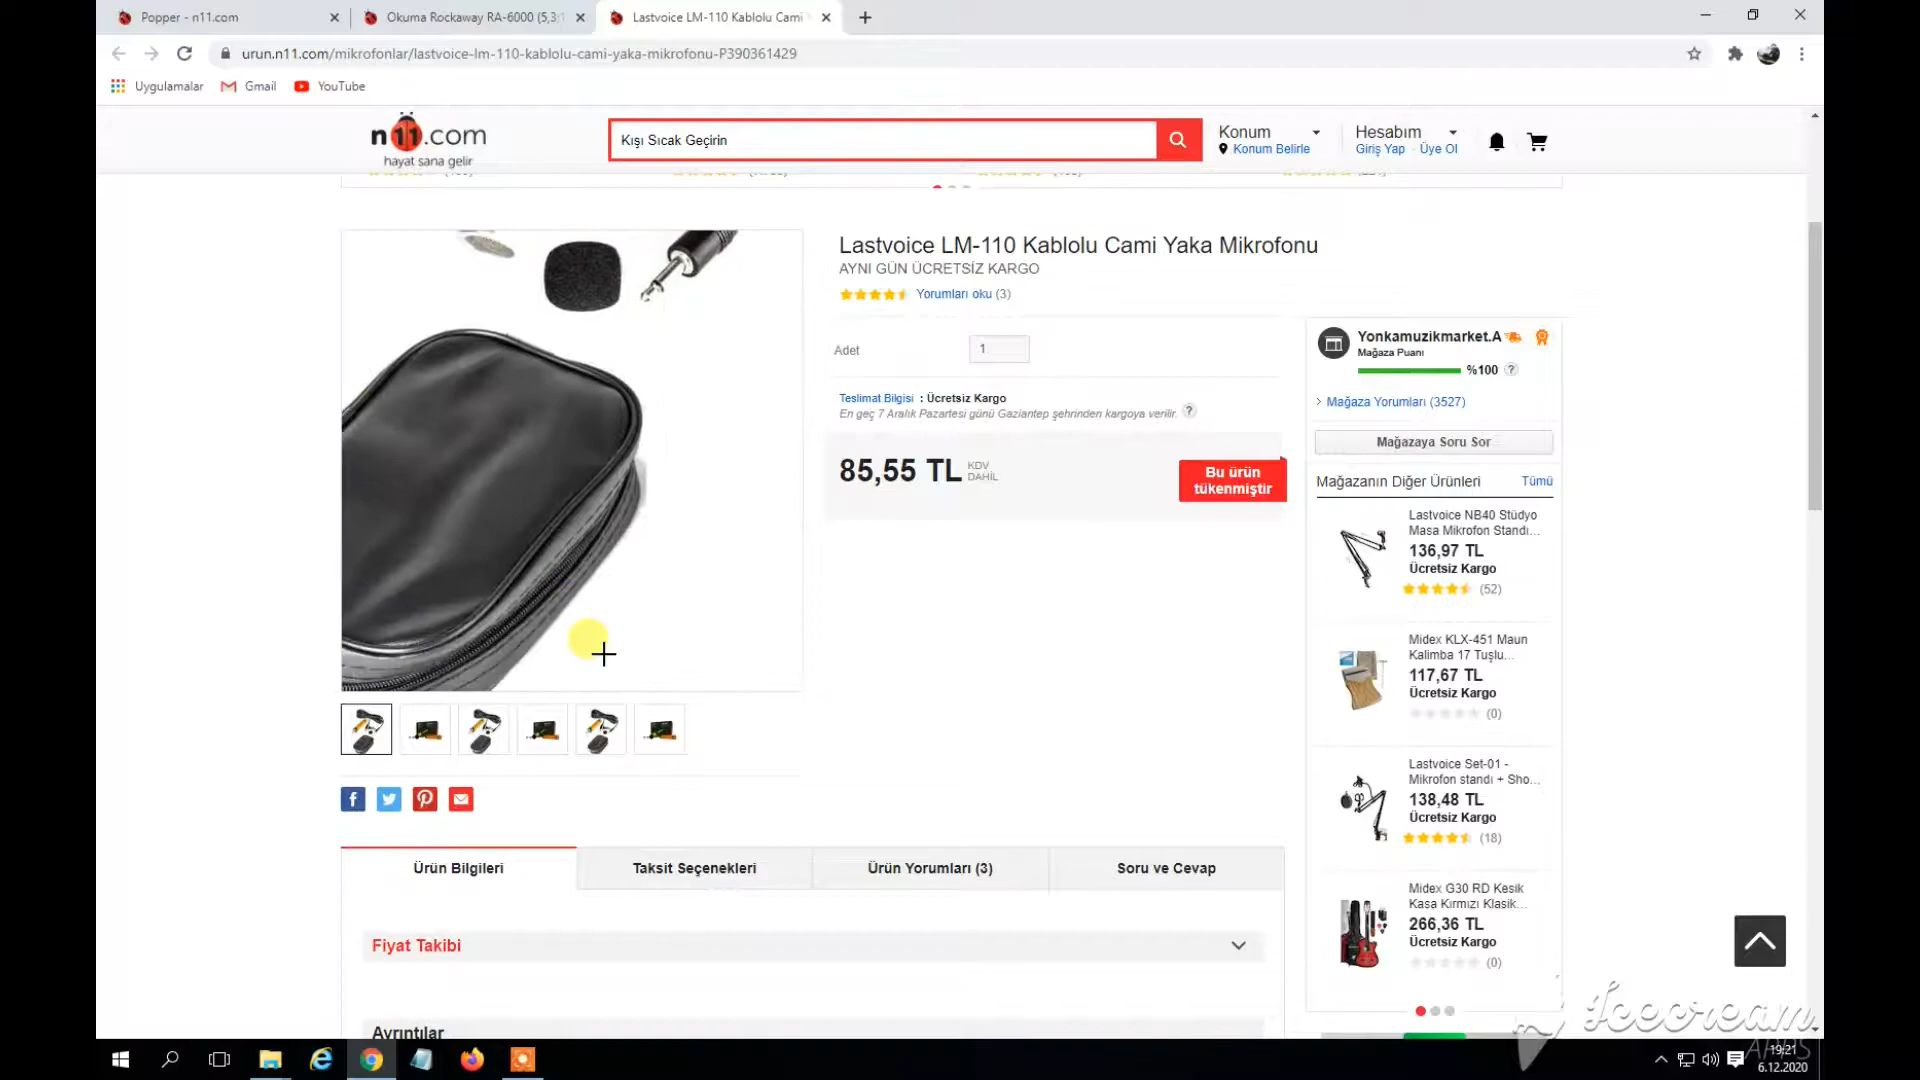 Popper - n11.com
Okuma Rockaway RA-6000 (5,3:1
Lastvoice LM-110 Kablolu Cami
urun.n11.com/mikrofonlar/lastvoice-lm-110-kablolu-cami-yaka-mikrofonu-P390361429
Uygulamalar
Gmail
YouTube
n11.com
hayat sana gelir
Kışı Sıcak Geçirin
Konum
Konum Belirle
Hesabım
Giriş Yap · Üye Ol
Lastvoice LM-110 Kablolu Cami Yaka Mikrofonu
AYNI GÜN ÜCRETSİZ KARGO
Yorumları oku (3)
Adet
1
Teslimat Bilgisi : Ücretsiz Kargo
En geç 7 Aralık Pazartesi günü Gaziantep şehrinden kargoya verilir. ?
85,55 TL
KDV
DAHİL
Bu ürün
tükenmiştir
Yonkamuzikmarket.A
Mağaza Puanı
%100 ?
Mağaza Yorumları (3527)
Mağazaya Soru Sor
Mağazanın Diğer Ürünleri
Tümü
Lastvoice NB40 Stüdyo
Masa Mikrofon Standı...
136,97 TL
Ücretsiz Kargo
(52)
Midex KLX-451 Maun
Kalimba 17 Tuşlu...
117,67 TL
Ücretsiz Kargo
(0)
Lastvoice Set-01 -
Mikrofon standı + Sho...
138,48 TL
Ücretsiz Kargo
(18)
Midex G30 RD Kesik
Kasa Kırmızı Klasik...
266,36 TL
Ücretsiz Kargo
(0)
Ürün Bilgileri
Taksit Seçenekleri
Ürün Yorumları (3)
Soru ve Cevap
Fiyat Takibi
Ayrıntılar
Icecream
APPS
19:21
6.12.2020